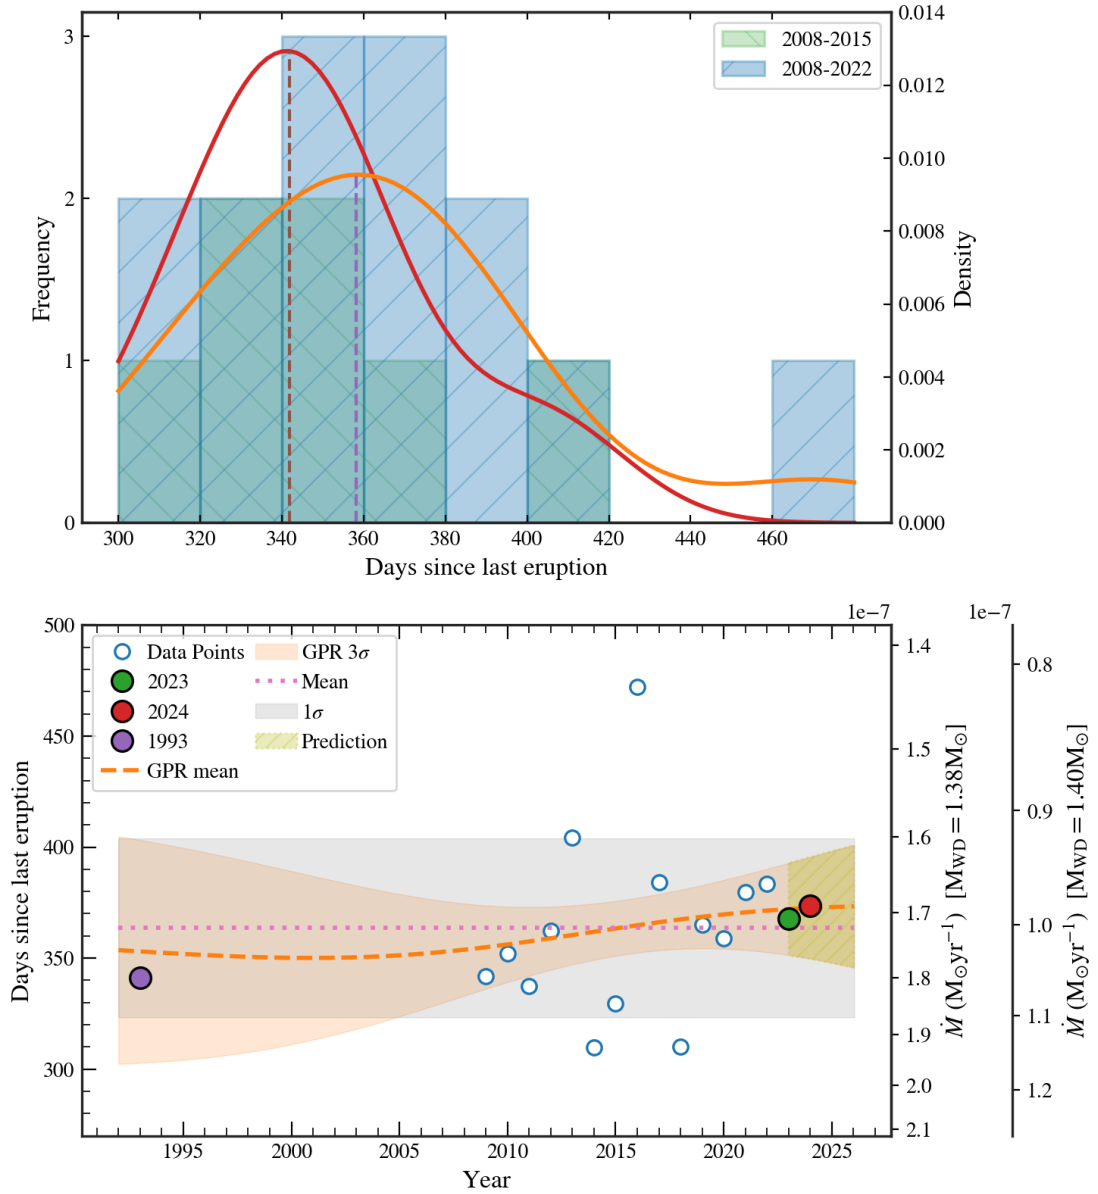 0.014
3
2008-2015
2008-2022
0.012
0.010
2
0.008
Frequency
Density
0.006
1
0.004
0.002
0
0.000
300 320 340 360 380 400 420 440 460
Days since last eruption
1e−7 1e−7
500
Data Points
2023
2024
1993
GPR mean
GPR 3σ
Mean
1σ
Prediction
450
400
350
300
Days since last eruption
1.4
1.5
1.6
1.7
1.8
1.9
2.0
2.1
Ṁ (M⊙yr−1) [MWD = 1.38M⊙]
0.8
0.9
1.0
1.1
1.2
Ṁ (M⊙yr−1) [MWD = 1.40M⊙]
1995 2000 2005 2010 2015 2020 2025
Year